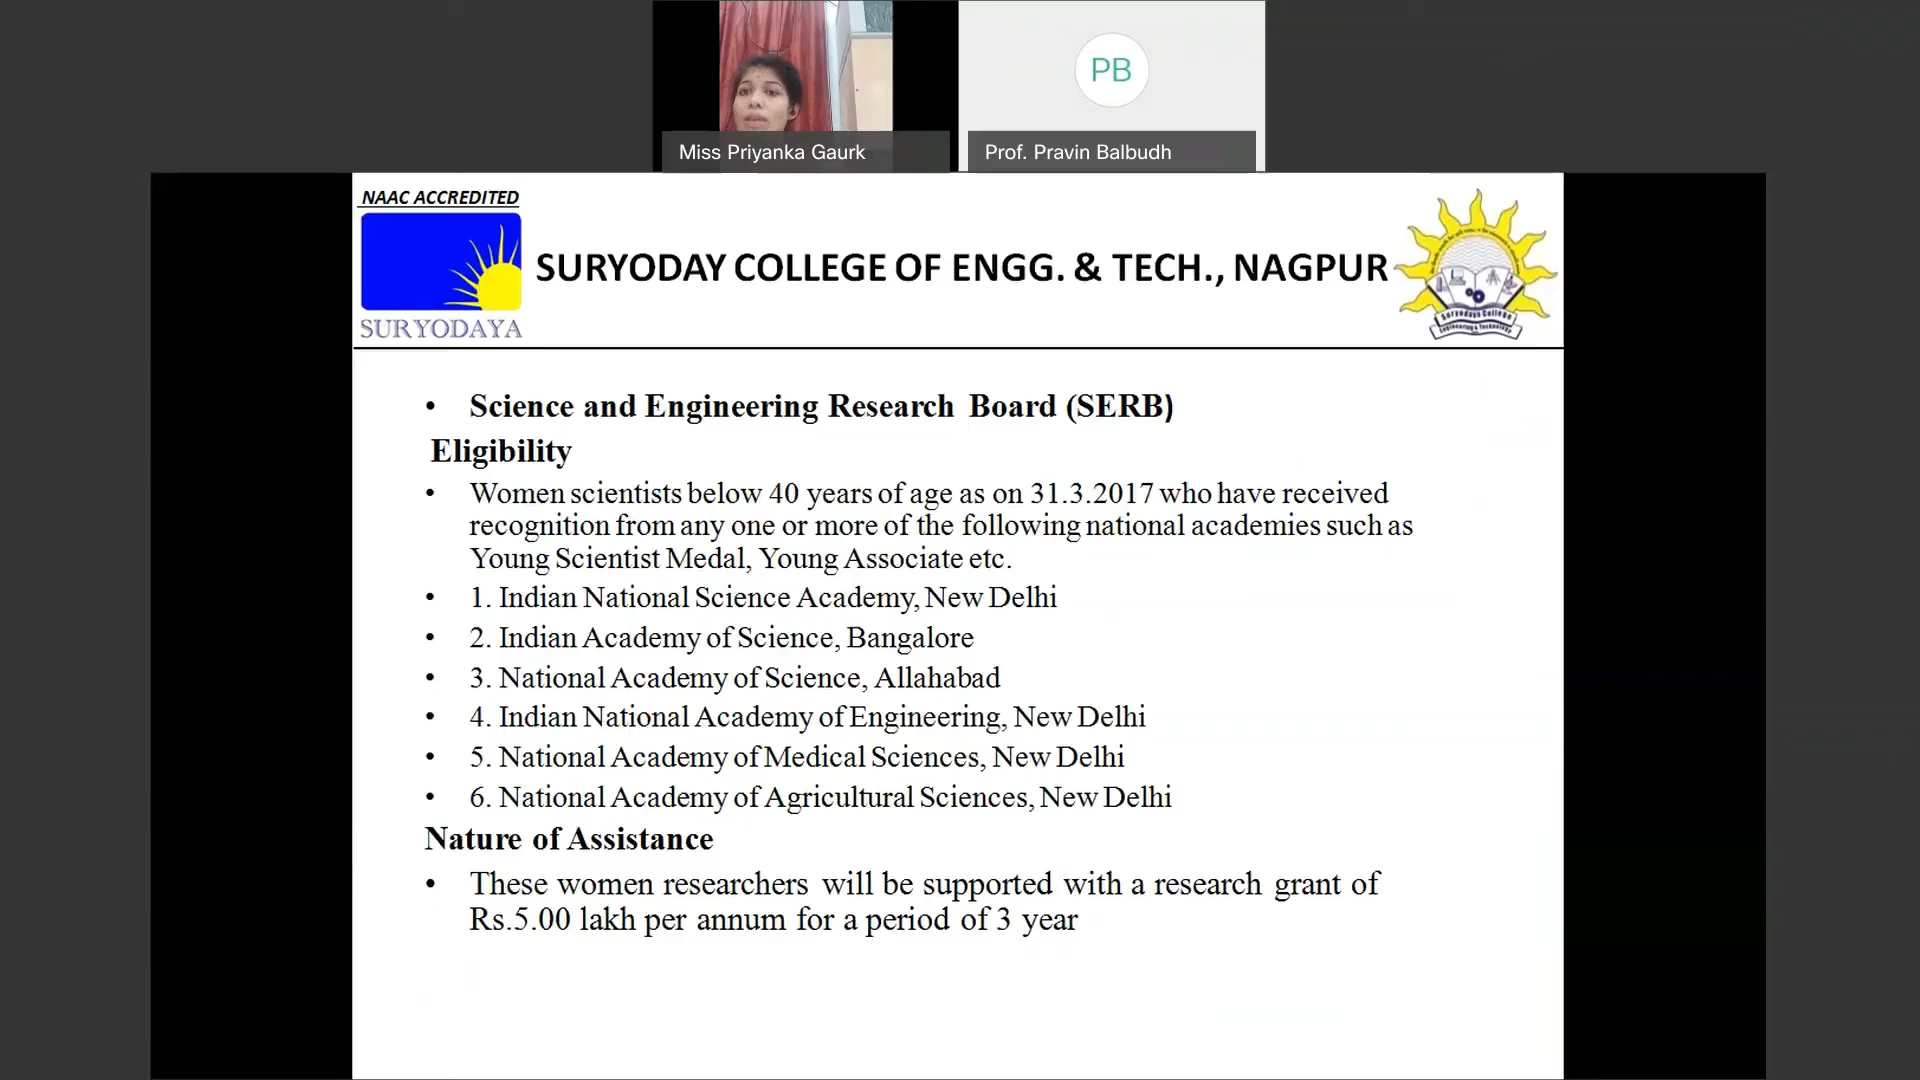 Miss Priyanka Gaurk
PB
Prof. Pravin Balbudh
NAAC ACCREDITED
SURYODAYA
SURYODAY COLLEGE OF ENGG. & TECH., NAGPUR
Suryodaya College
Engineering & Technology
• Science and Engineering Research Board (SERB)
Eligibility
• Women scientists below 40 years of age as on 31.3.2017 who have received
recognition from any one or more of the following national academies such as
Young Scientist Medal, Young Associate etc.
• 1. Indian National Science Academy, New Delhi
• 2. Indian Academy of Science, Bangalore
• 3. National Academy of Science, Allahabad
• 4. Indian National Academy of Engineering, New Delhi
• 5. National Academy of Medical Sciences, New Delhi
• 6. National Academy of Agricultural Sciences, New Delhi
Nature of Assistance
• These women researchers will be supported with a research grant of
Rs.5.00 lakh per annum for a period of 3 year